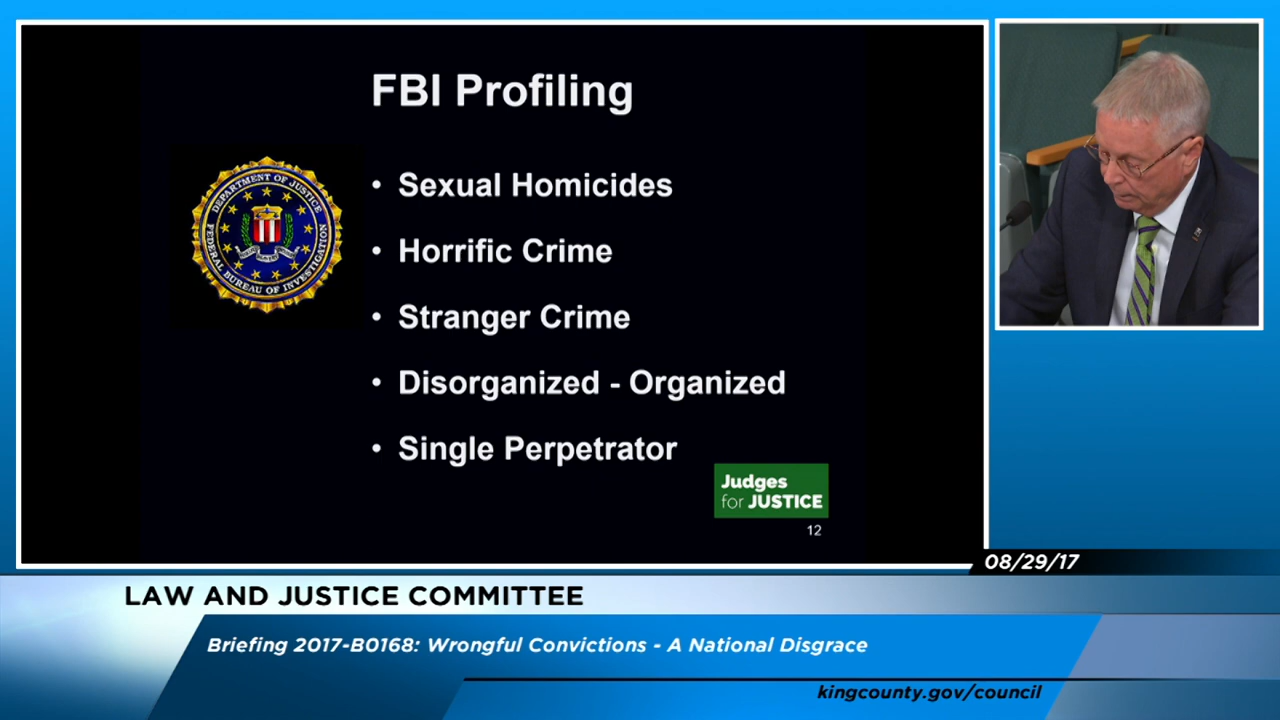 FBI Profiling
DEPARTMENT OF JUSTICE
FEDERAL BUREAU OF INVESTIGATION
• Sexual Homicides
• Horrific Crime
• Stranger Crime
• Disorganized - Organized
• Single Perpetrator
Judges
for JUSTICE
12
08/29/17
LAW AND JUSTICE COMMITTEE
Briefing 2017-B0168: Wrongful Convictions - A National Disgrace
kingcounty.gov/council